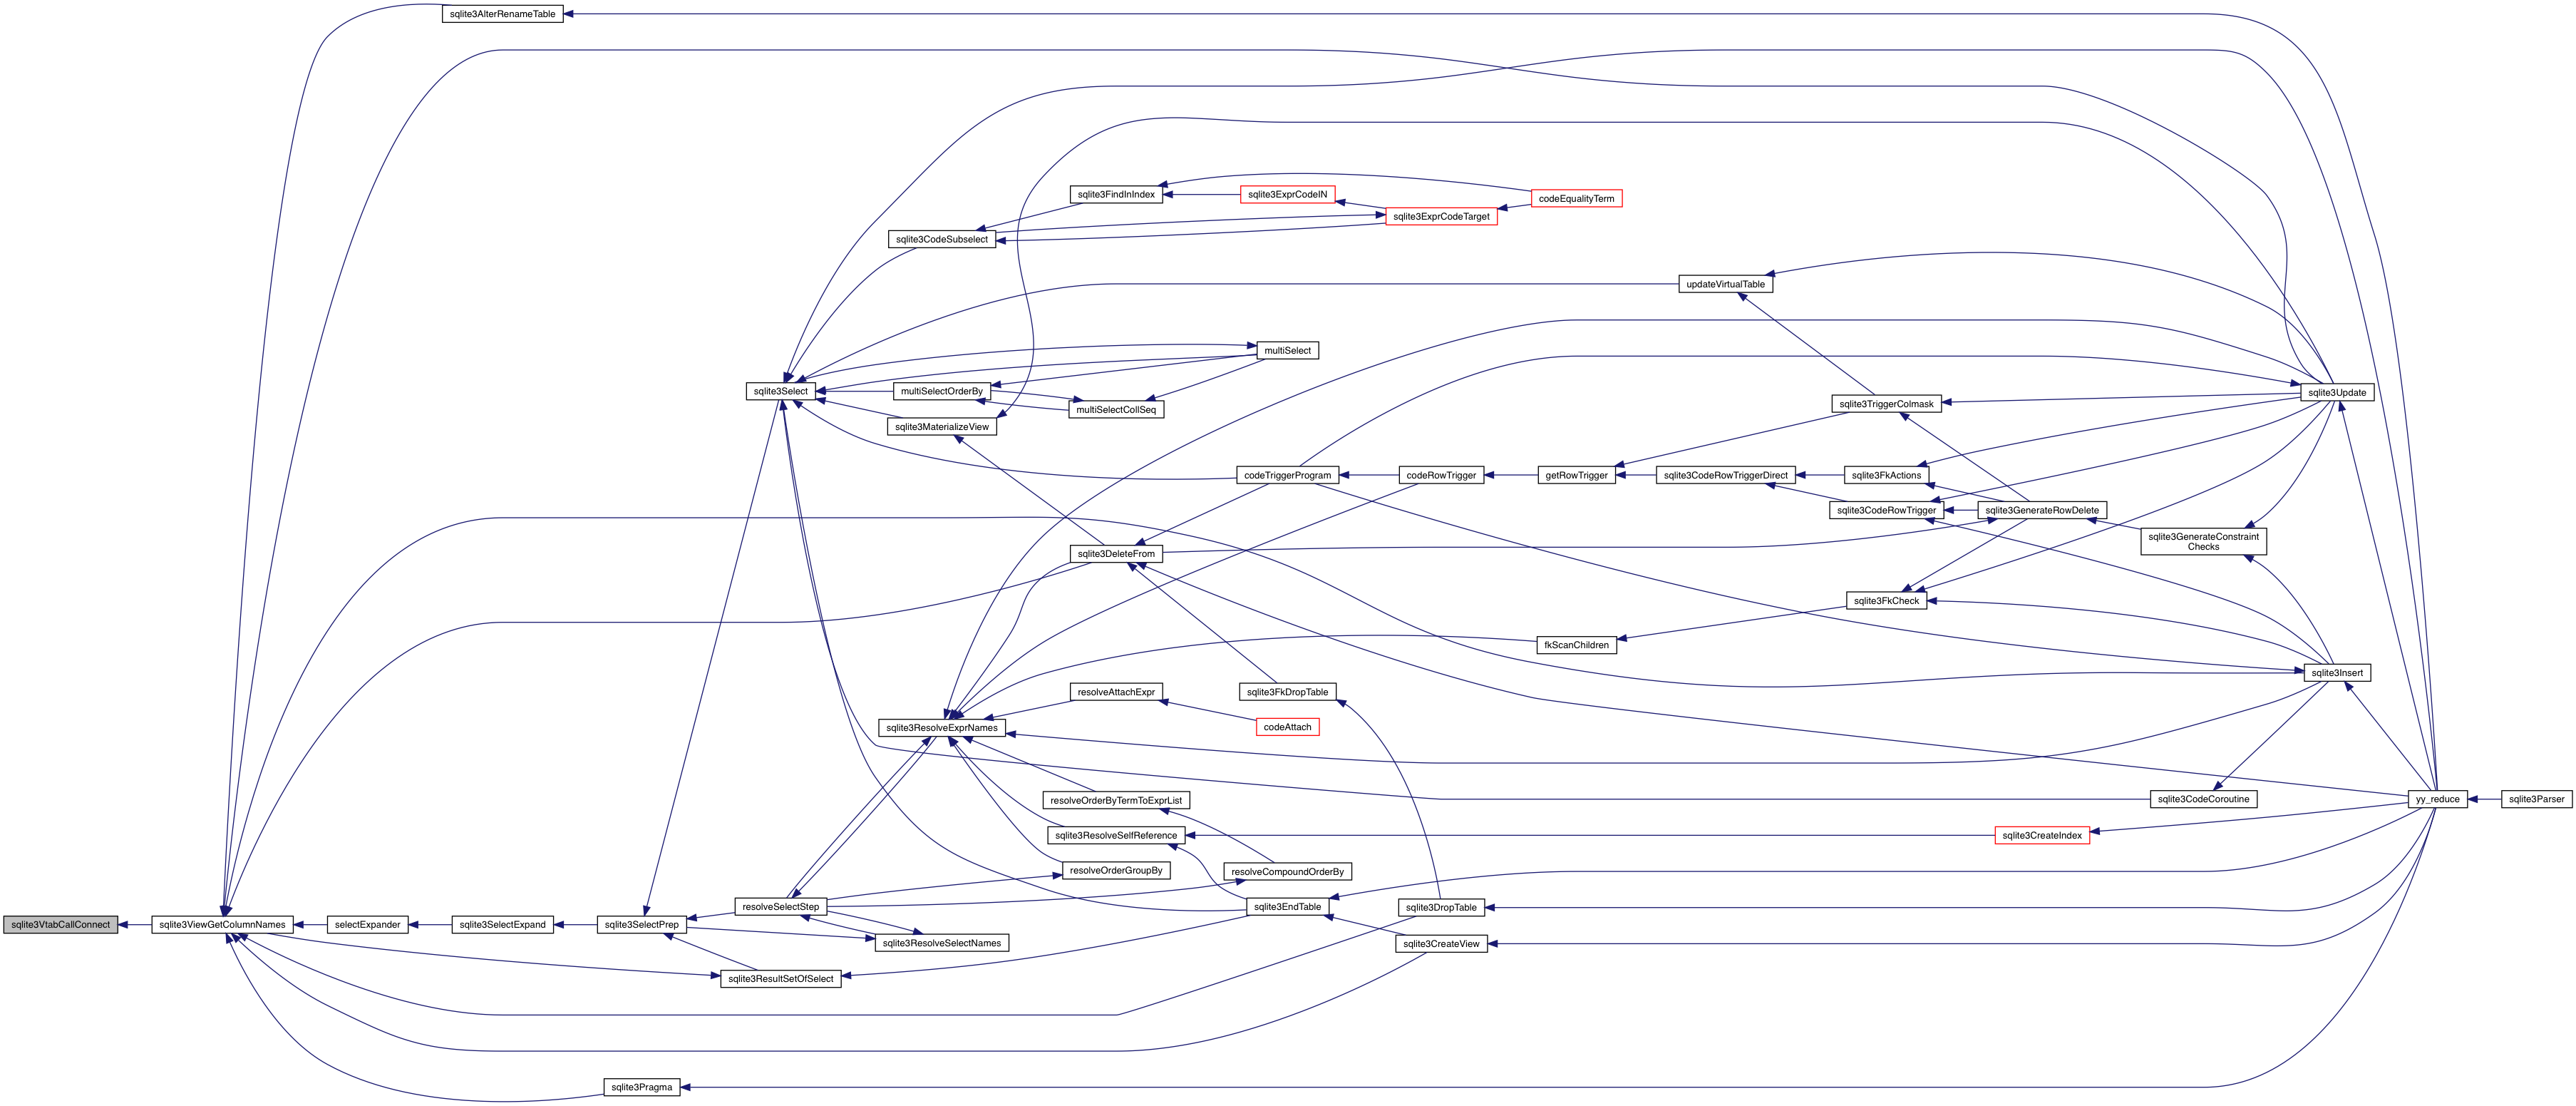 sqlite3AlterRenameTable
sqlite3FindInIndex
sqlite3ExprCodeIN
codeEqualityTerm
sqlite3ExprCodeTarget
sqlite3CodeSubselect
updateVirtualTable
multiSelect
sqlite3Select
multiSelectOrderBy
multiSelectCollSeq
sqlite3Update
sqlite3TriggerColmask
sqlite3MaterializeView
codeTriggerProgram
codeRowTrigger
getRowTrigger
sqlite3CodeRowTriggerDirect
sqlite3FkActions
sqlite3CodeRowTrigger
sqlite3GenerateRowDelete
sqlite3GenerateConstraint
Checks
sqlite3DeleteFrom
sqlite3FkCheck
fkScanChildren
sqlite3Insert
resolveAttachExpr
sqlite3FkDropTable
sqlite3ResolveExprNames
codeAttach
resolveOrderByTermToExprList
sqlite3CodeCoroutine
yy_reduce
sqlite3Parser
sqlite3ResolveSelfReference
sqlite3CreateIndex
resolveOrderGroupBy
resolveCompoundOrderBy
resolveSelectStep
sqlite3EndTable
sqlite3DropTable
sqlite3VtabCallConnect
sqlite3ViewGetColumnNames
selectExpander
sqlite3SelectExpand
sqlite3SelectPrep
sqlite3ResolveSelectNames
sqlite3CreateView
sqlite3ResultSetOfSelect
sqlite3Pragma